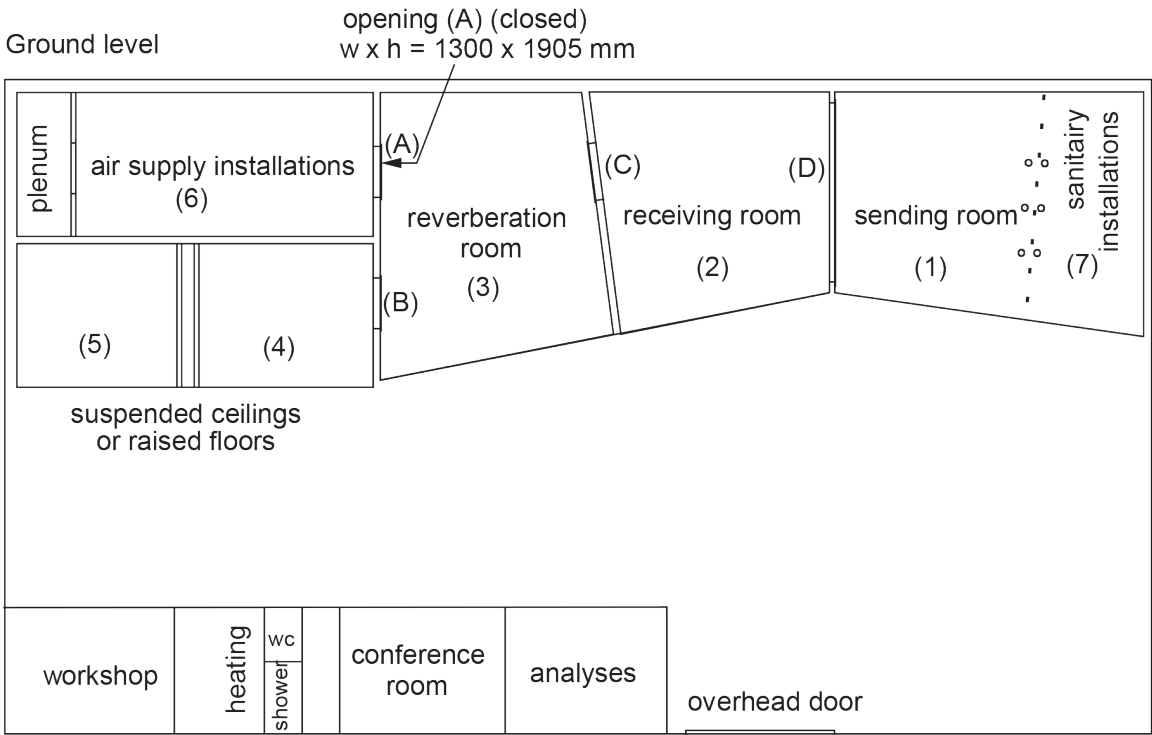 opening (A) (closed)
w x h = 1300 x 1905 mm
Ground level
plenum
air supply installations
(6)
(A)
reverberation
room
(3)
(C)
receiving room
(2)
(D)
sending room
(1)
sanitairy
installations
(7)
(B)
(5)
(4)
suspended ceilings
or raised floors
workshop
heating
wc
shower
conference
room
analyses
overhead door